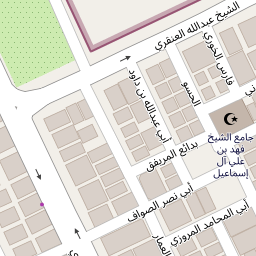 الشيخ عبدالله العنقري
فارس الخوري
أبي عبدالله بن داود
الحسو
جامع الشيخ
فهد بن
علي آل
إسماعيل
بدائع المريفق
أبي نصر الصواف
أبي المحامد المروزي